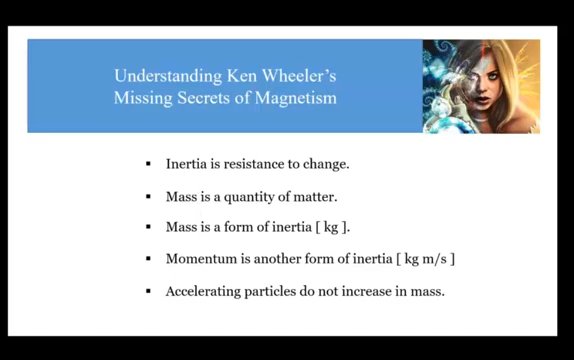 Understanding Ken Wheeler's
Missing Secrets of Magnetism
▪ Inertia is resistance to change.
▪ Mass is a quantity of matter.
▪ Mass is a form of inertia [ kg ].
▪ Momentum is another form of inertia [ kg m/s ]
▪ Accelerating particles do not increase in mass.